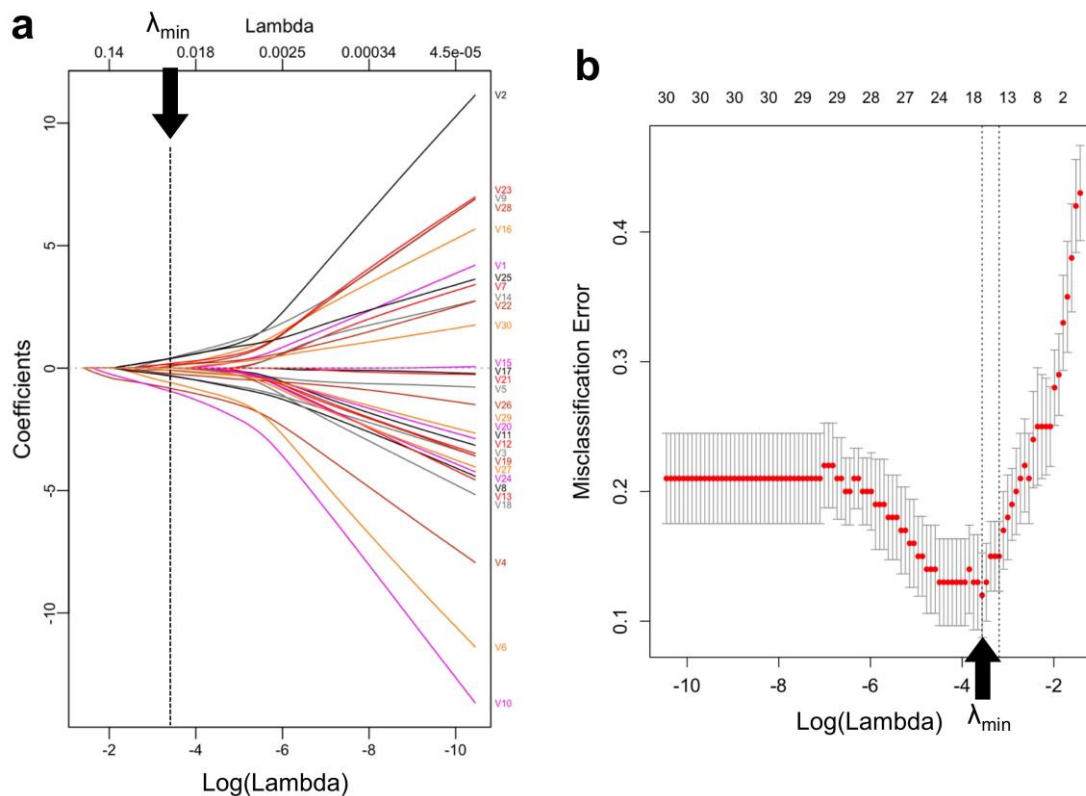 a
λmin
Lambda
0.14 0.018 0.0025 0.00034 4.5e-05
10
5
0
-5
-10
Coefficients
V2
V23
V9
V28
V16
V1
V25
V7
V14
V22
V30
V15
V17
V21
V5
V26
V29
V20
V11
V12
V3
V19
V27
V24
V8
V13
V18
V4
V6
V10
-2 -4 -6 -8 -10
Log(Lambda)
b
30 30 30 30 29 29 28 27 24 18 13 8 2
0.4
0.3
0.2
0.1
Misclassification Error
-10 -8 -6 -4 -2
Log(Lambda)
λmin